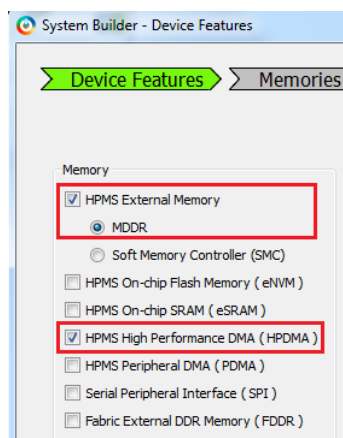 System Builder - Device Features
Device Features Memories
Memory
HPMS External Memory
MDDR
Soft Memory Controller (SMC)
HPMS On-chip Flash Memory ( eNVM )
HPMS On-chip SRAM ( eSRAM )
HPMS High Performance DMA ( HPDMA )
HPMS Peripheral DMA ( PDMA )
Serial Peripheral Interface ( SPI )
Fabric External DDR Memory ( FDDR )